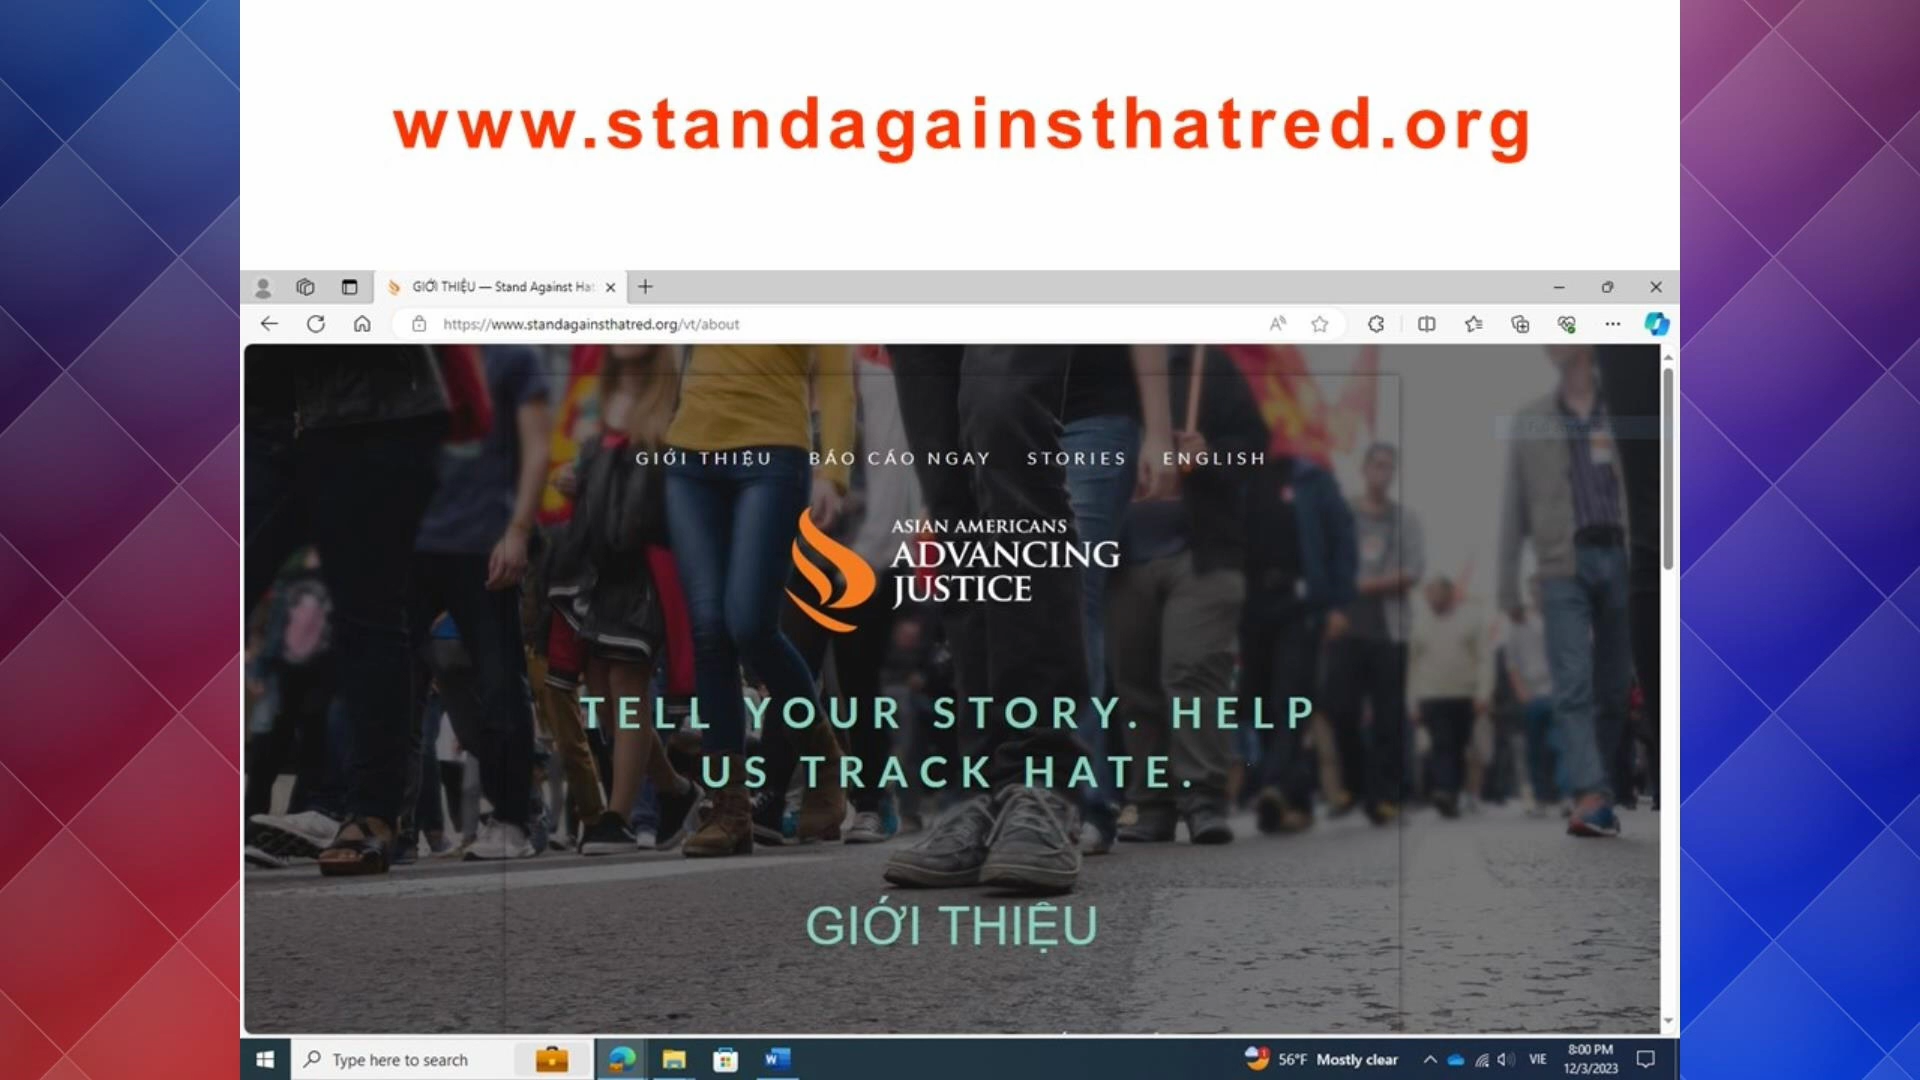 www.standagainsthatred.org
GIỚI THIỆU — Stand Against Hat
https://www.standagainsthatred.org/vt/about
GIỚI THIỆU BÁO CÁO NGAY STORIES ENGLISH
ASIAN AMERICANS
ADVANCING
JUSTICE
TELL YOUR STORY. HELP
US TRACK HATE.
GIỚI THIỆU
Type here to search
56°F Mostly clear
VIE
8:00 PM
12/3/2023